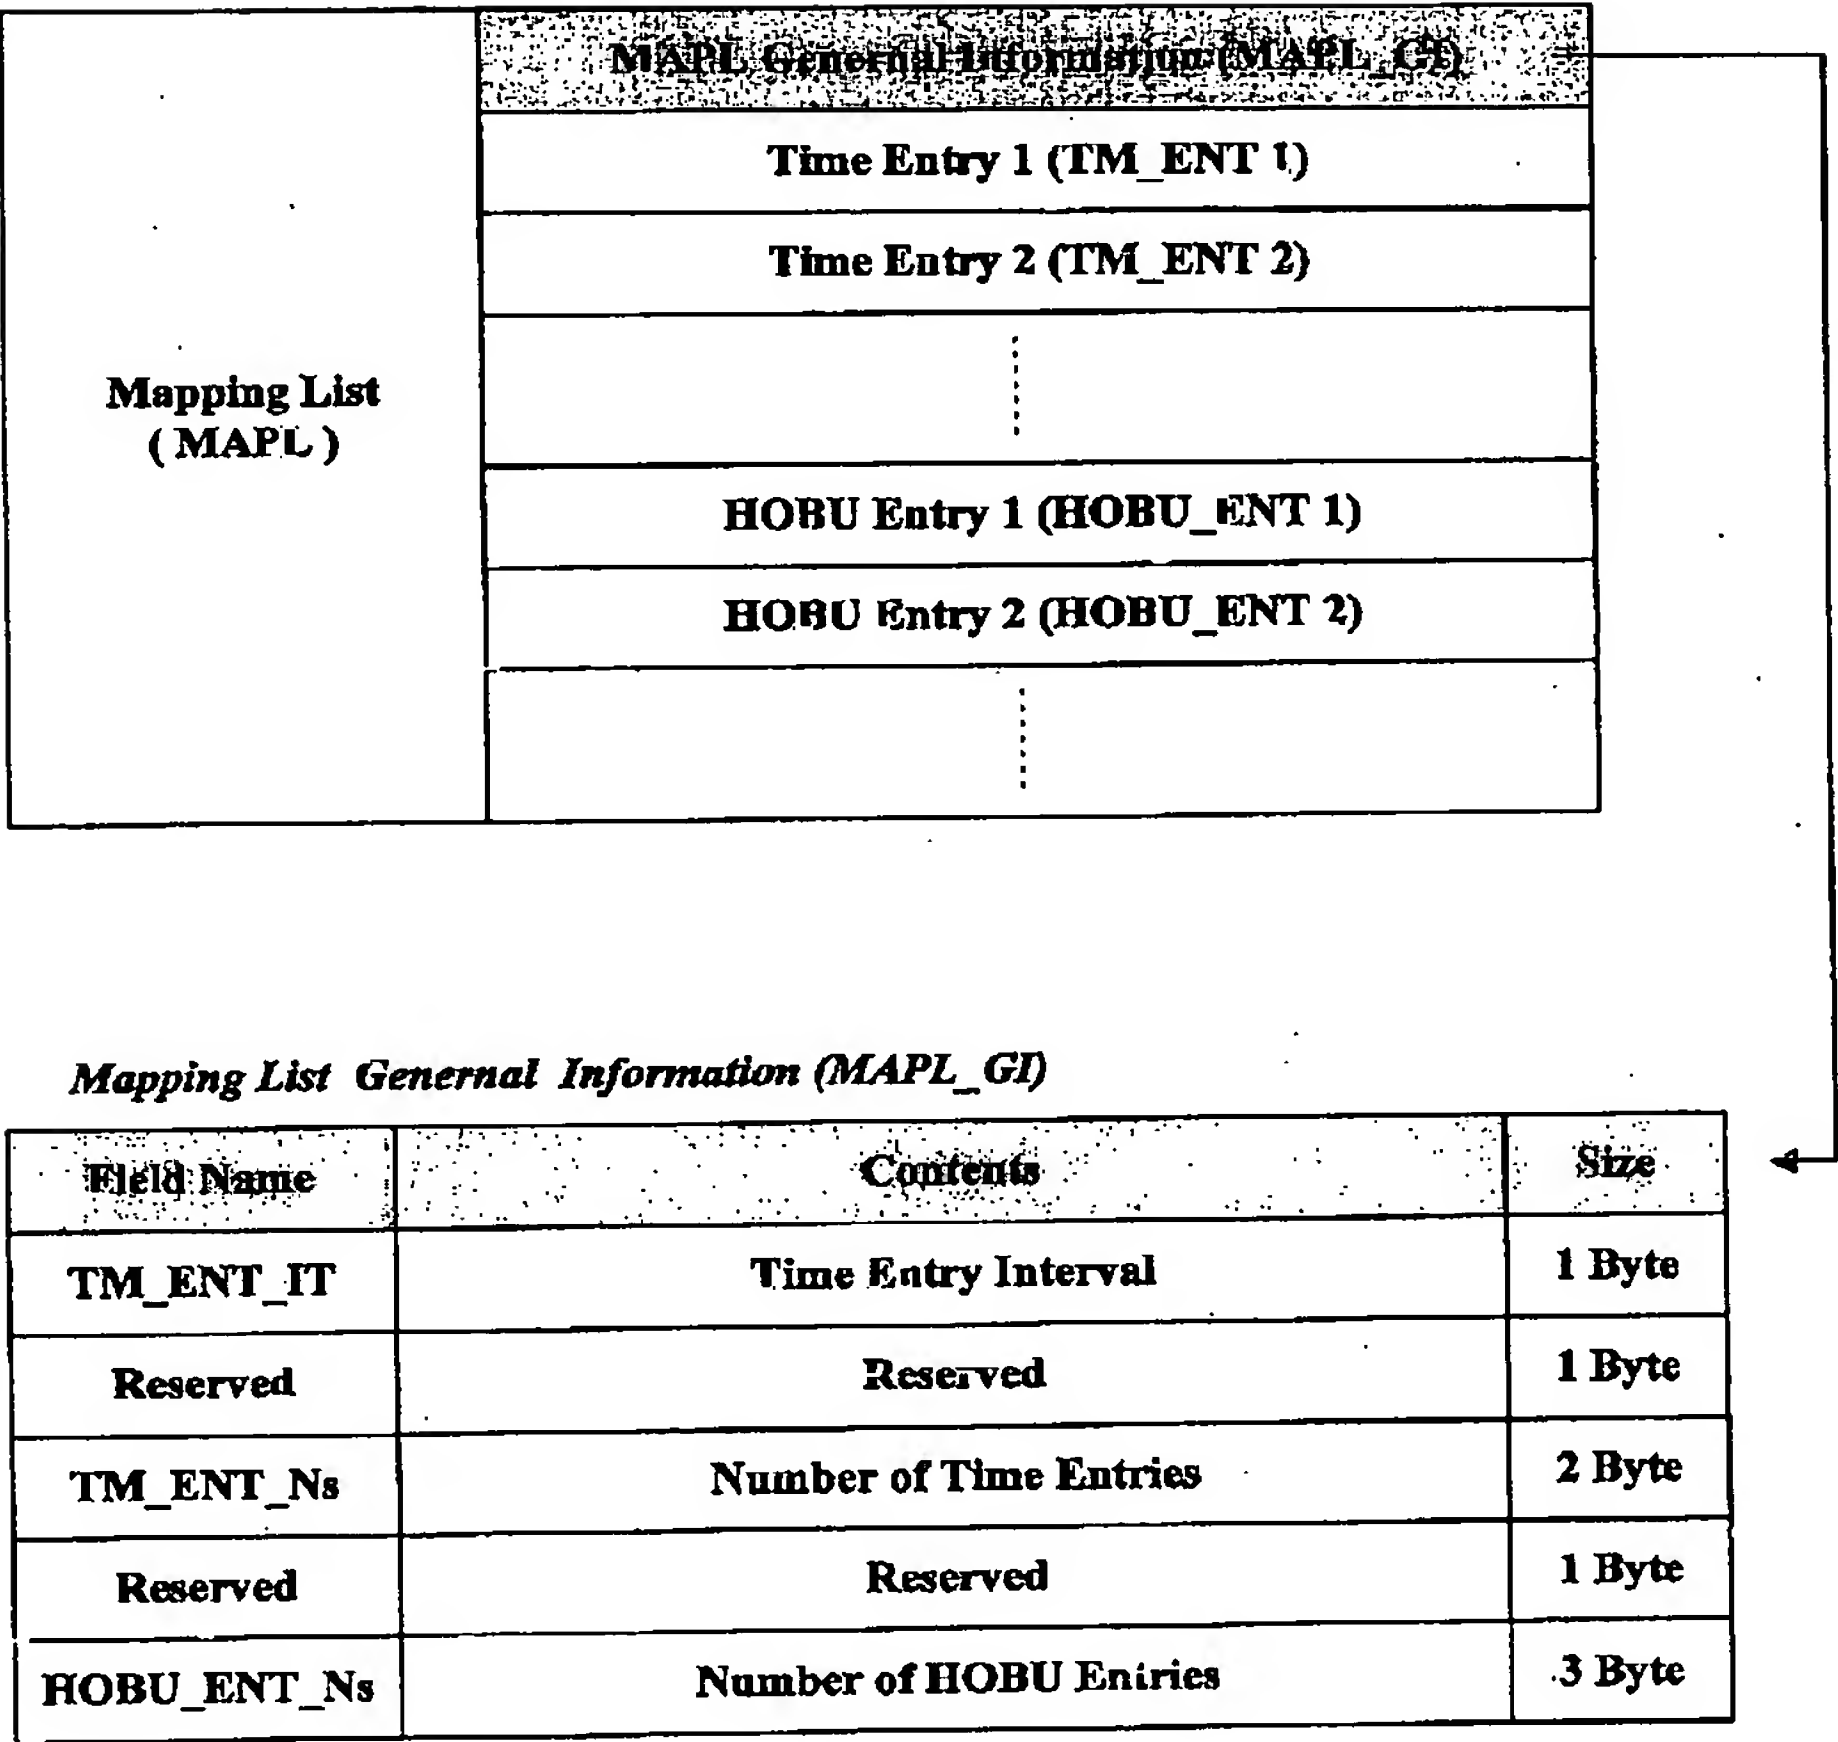 MAPL Genernal Information (MAPL_GI)
Time Entry 1 (TM_ENT 1)
Time Entry 2 (TM_ENT 2)
Mapping List
( MAPL )
HOBU Entry 1 (HOBU_ENT 1)
HOBU Entry 2 (HOBU_ENT 2)
Mapping List Genernal Information (MAPL_GI)
Field Name Contents Size
TM_ENT_IT Time Entry Interval 1 Byte
Reserved Reserved 1 Byte
TM_ENT_Ns Number of Time Entries 2 Byte
Reserved Reserved 1 Byte
HOBU_ENT_Ns Number of HOBU Entries 3 Byte